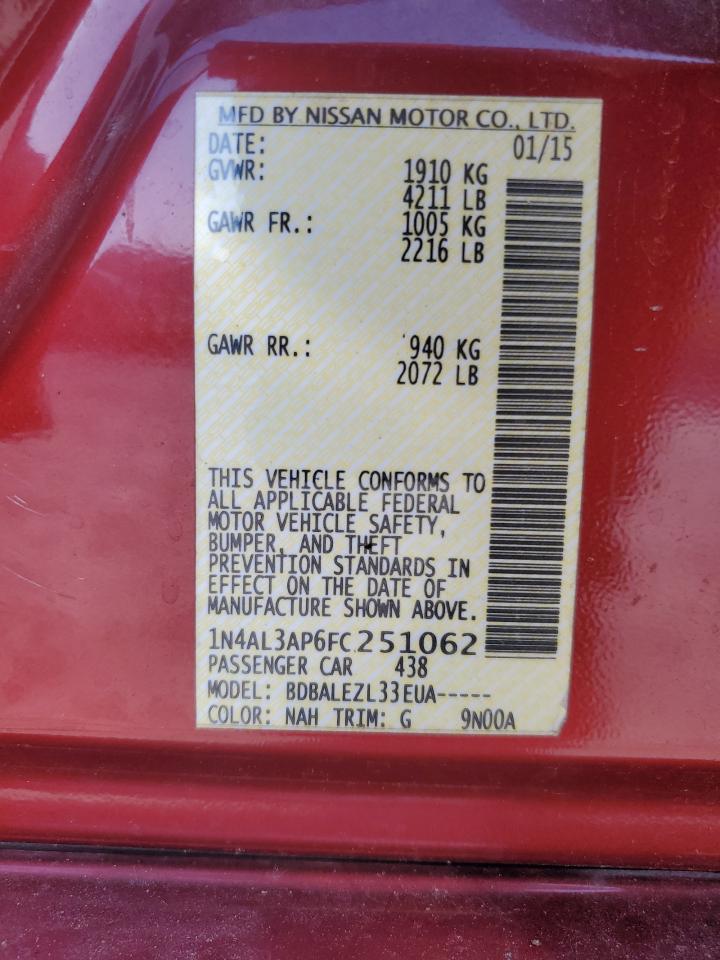 MFD BY NISSAN MOTOR CO., LTD.
DATE: 01/15
GVWR: 1910 KG
4211 LB
GAWR FR.: 1005 KG
2216 LB
GAWR RR.: 940 KG
2072 LB
THIS VEHICLE CONFORMS TO
ALL APPLICABLE FEDERAL
MOTOR VEHICLE SAFETY,
BUMPER, AND THEFT
PREVENTION STANDARDS IN
EFFECT ON THE DATE OF
MANUFACTURE SHOWN ABOVE.
1N4AL3AP6FC251062
PASSENGER CAR 438
MODEL: BDBALEZL33EUA-----
COLOR: NAH TRIM: G 9N00A